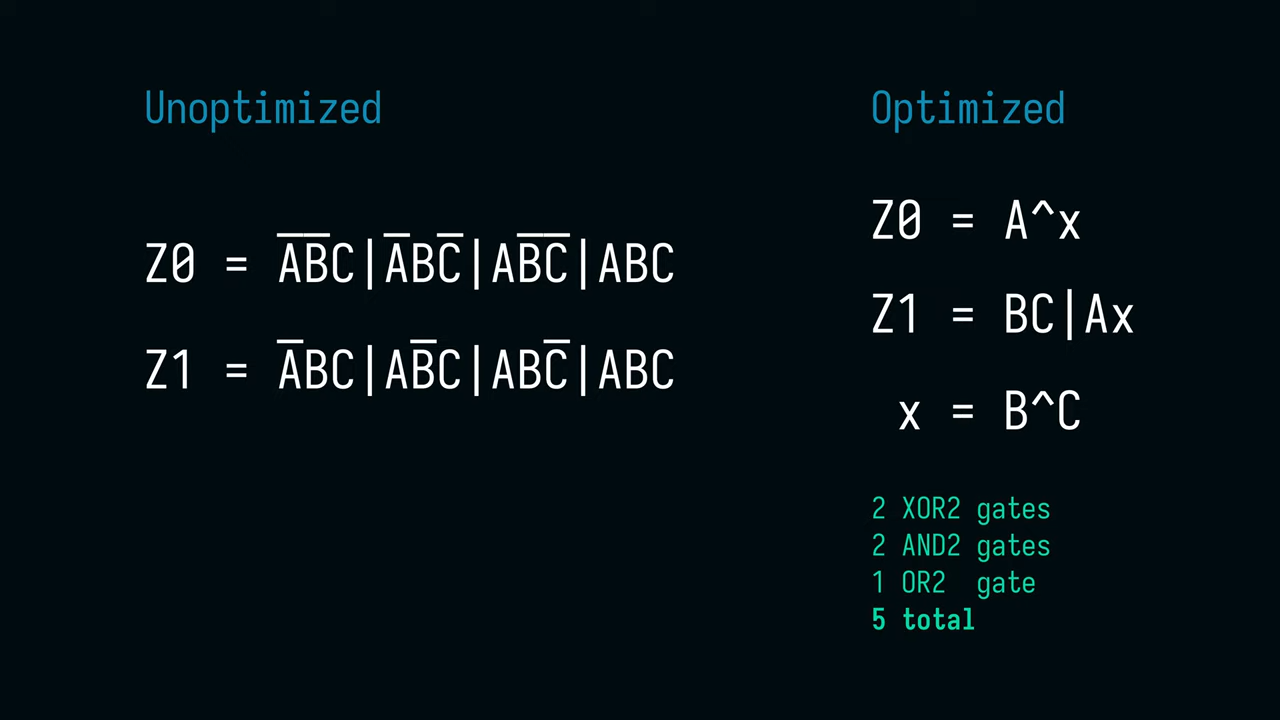 Unoptimized
Z0 = A̅B̅C|A̅BC̅|AB̅C̅|ABC
Z1 = A̅BC|AB̅C|ABC̅|ABC
Optimized
Z0 = A^x
Z1 = BC|Ax
x = B^C
2 XOR2 gates
2 AND2 gates
1 OR2 gate
5 total